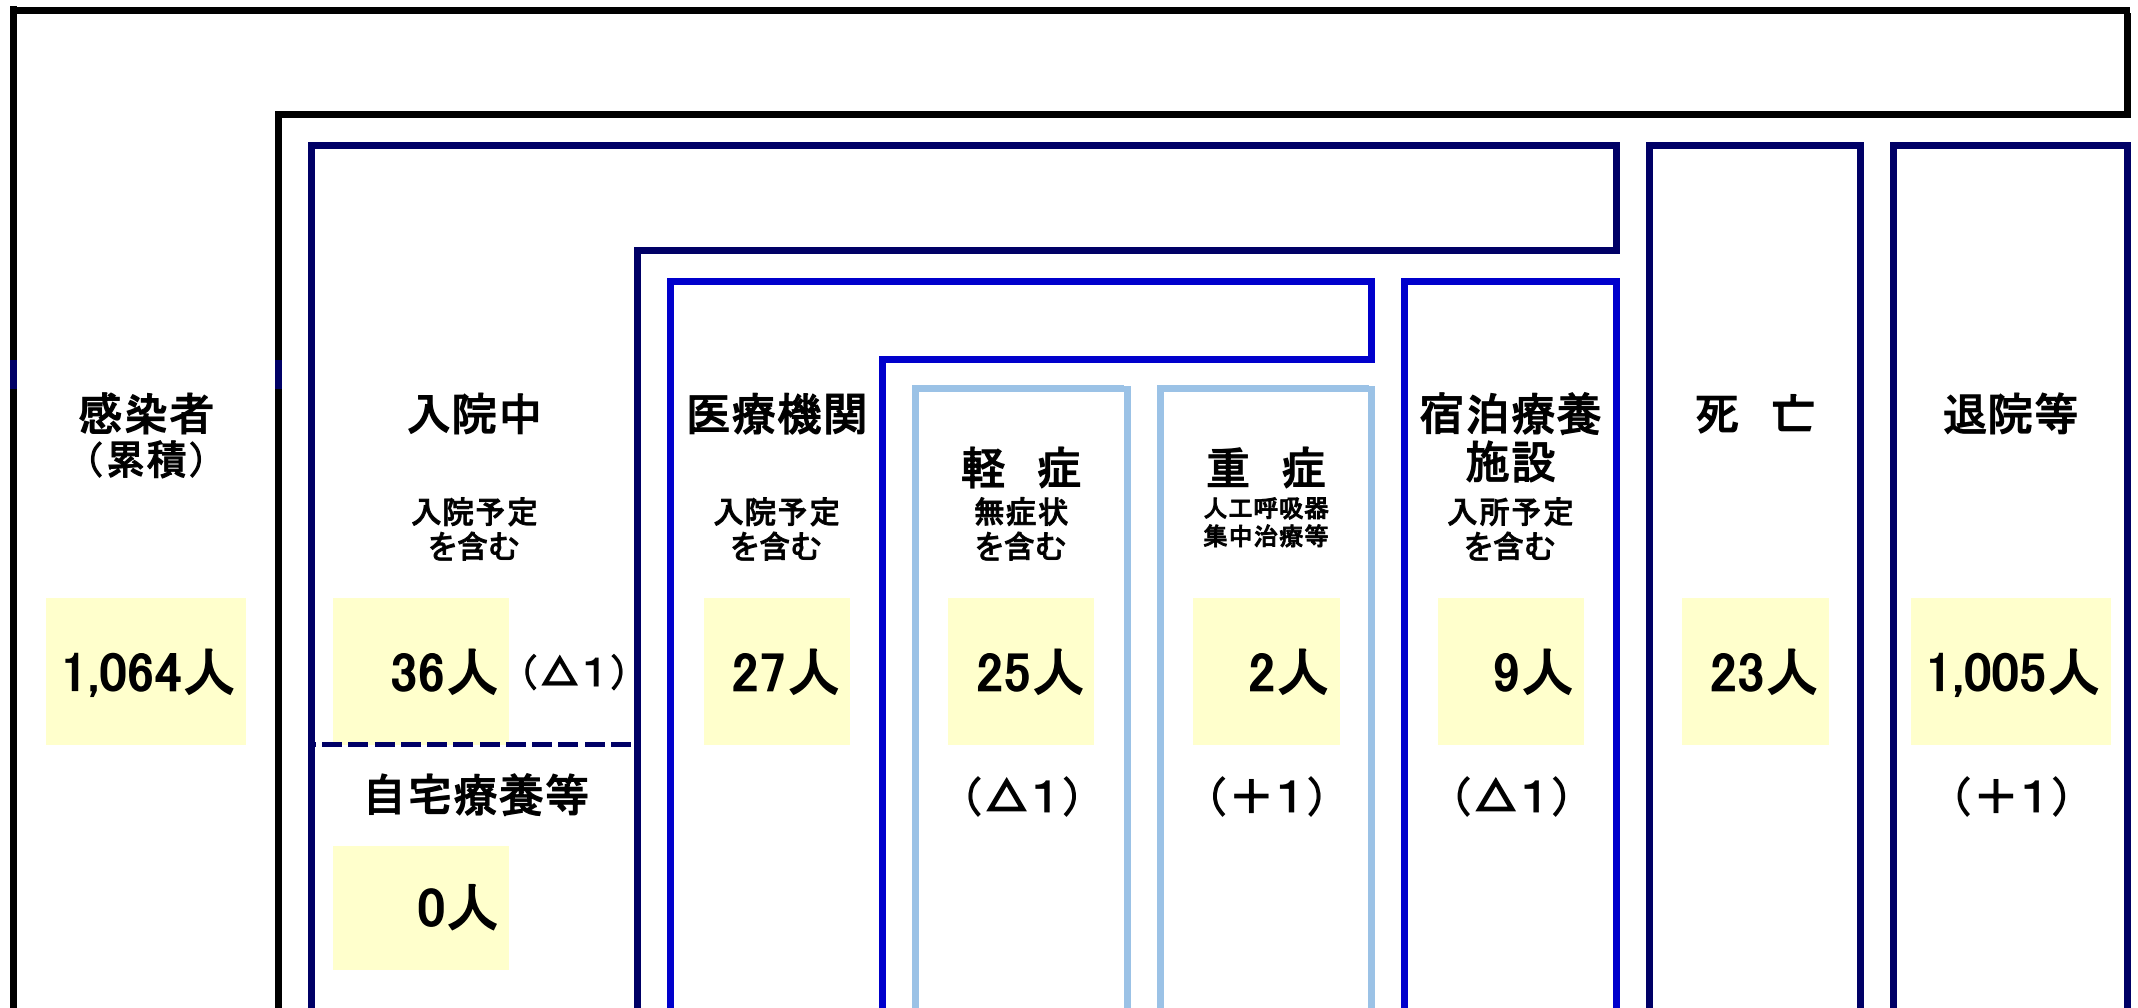 感染者
（累積）
1,064人
入院中
入院予定
を含む
36人（△1）
自宅療養等
0人
医療機関
入院予定
を含む
27人
軽　症
無症状
を含む
25人
（△1）
重　症
人工呼吸器
集中治療等
2人
（＋1）
宿泊療養
施設
入所予定
を含む
9人
（△1）
死　亡
23人
退院等
1,005人
（＋1）